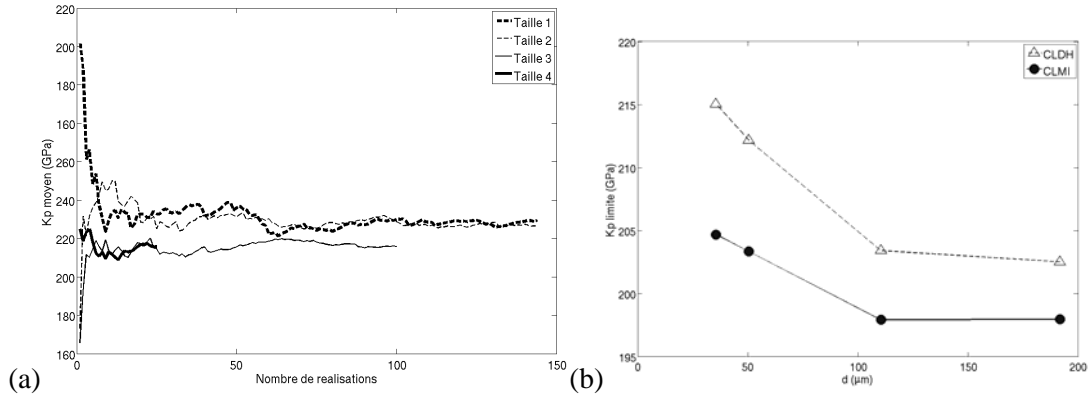 220
200
220
160
260
240
220
220
180
160
Kp moyen (GPa)
0
50
100
150
Nombre de realisations
Taille 1
Taille 2
Taille 3
Taille 4
(a)
220
215
210
205
200
195
Kp limite (GPa)
0
50
100
150
200
d (µm)
CLDH
CLMI
(b)